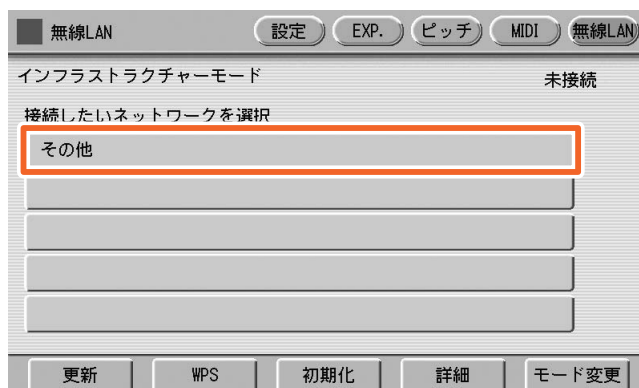 無線LAN 設定 EXP. ピッチ MIDI 無線LAN
インフラストラクチャーモード 未接続
接続したいネットワークを選択
その他
更新 WPS 初期化 詳細 モード変更